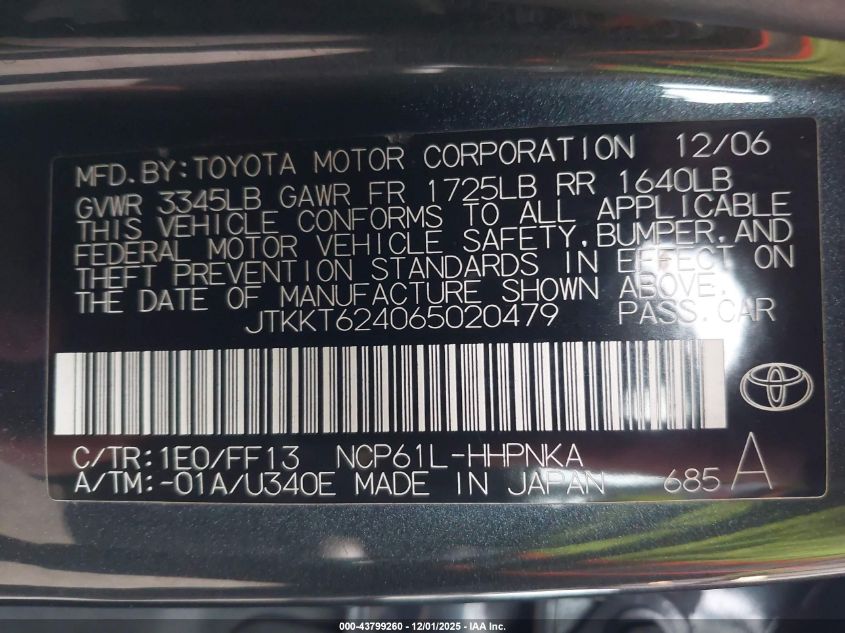 MFD. BY: TOYOTA MOTOR CORPORATION 12/06
GVWR 3345LB GAWR FR 1725LB RR 1640LB
THIS VEHICLE CONFORMS TO ALL APPLICABLE
FEDERAL MOTOR VEHICLE SAFETY, BUMPER, AND
THEFT PREVENTION STANDARDS IN EFFECT ON
THE DATE OF MANUFACTURE SHOWN ABOVE.
JTKKT624065020479 PASS. CAR
C/TR: 1E0/FF13 NCP61L-HHPNKA
A/TM: -01A/U340E MADE IN JAPAN 685 A
000-43799260 - 12/01/2025 - IAA Inc.